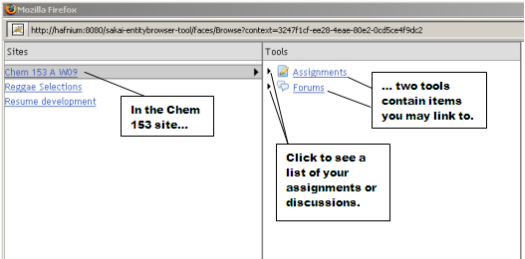 Mozilla Firefox
http://hafnium:8080/sakai-entitybrowser-tool/Faces/Browse?context=3247f1cf-ee28-4eae-80e2-0cd5ce4f9dc2
Sites
Tools
Chem 153 A W09
Reggae Selections
Resume development
Assignments
Forums
In the Chem
153 site...
... two tools
contain items
you may link to.
Click to see a
list of your
assignments or
discussions.